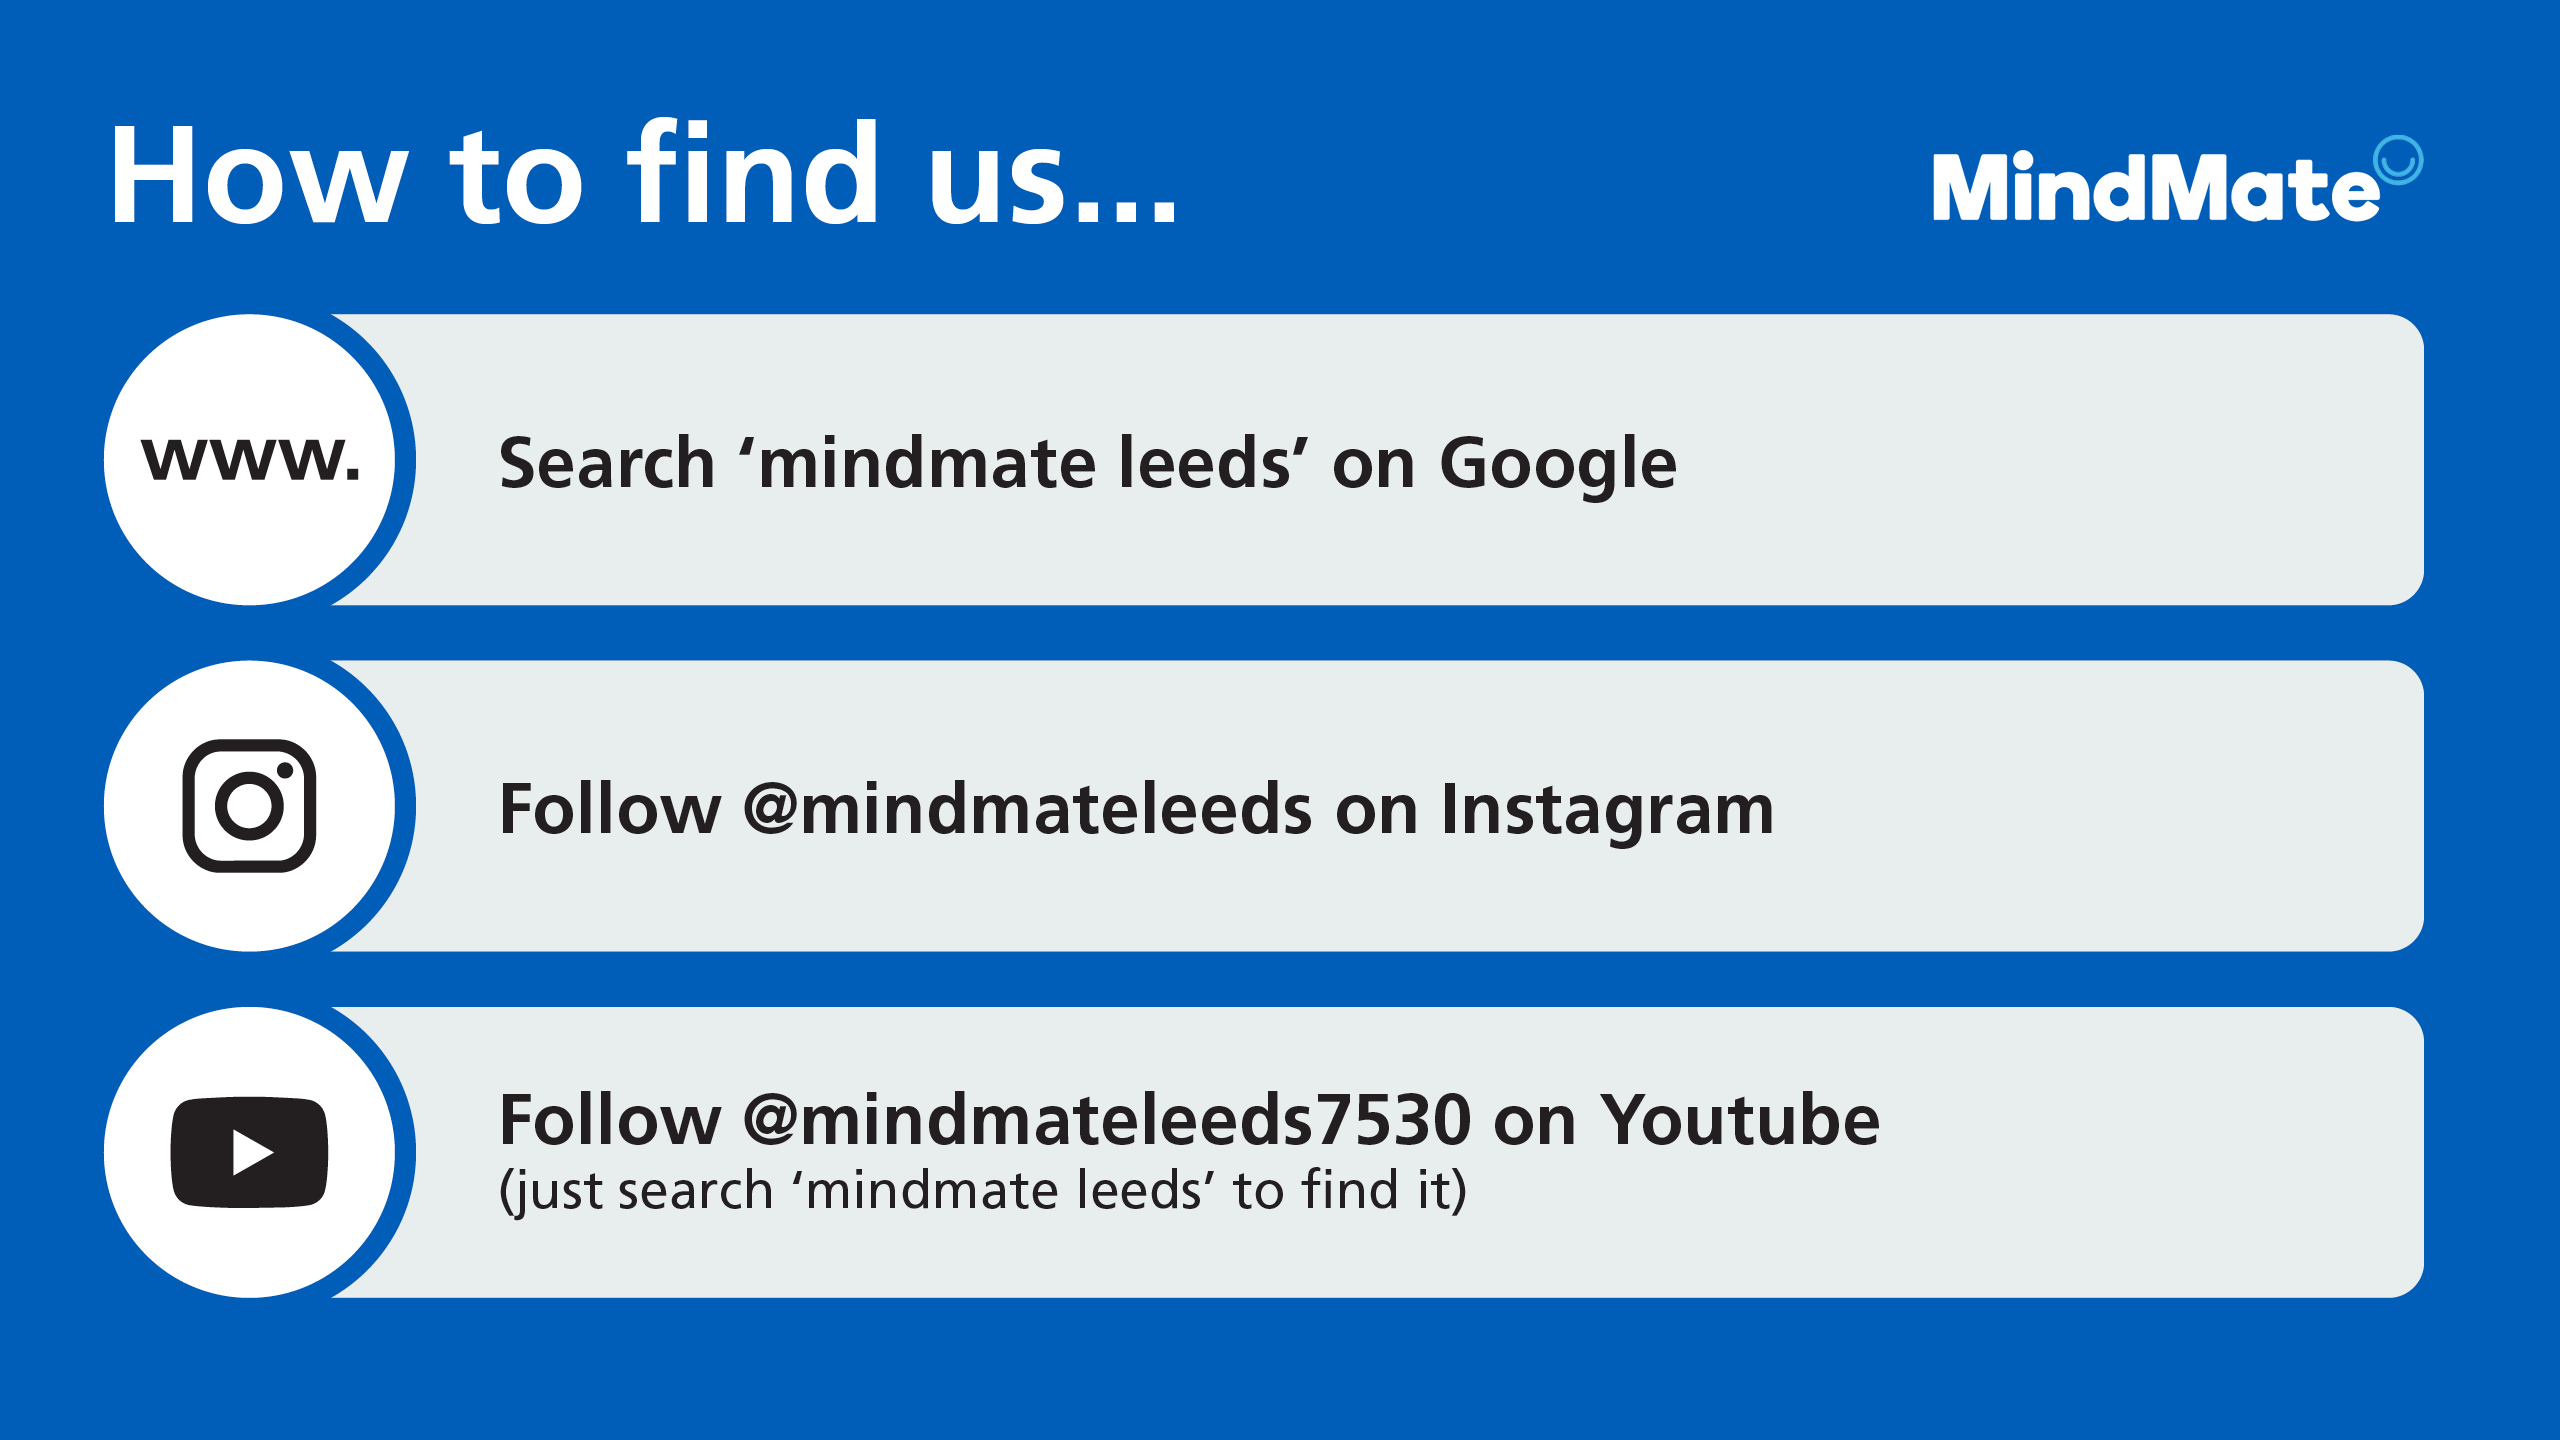 How to find us...
MindMate
www.
Search ‘mindmate leeds’ on Google
Follow @mindmateleeds on Instagram
Follow @mindmateleeds7530 on Youtube
(just search ‘mindmate leeds’ to find it)